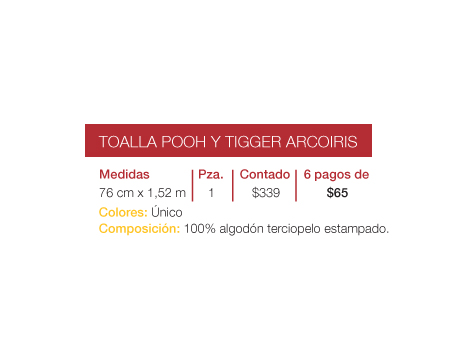 TOALLA POOH Y TIGGER ARCOIRIS
Medidas Pza. Contado 6 pagos de
76 cm x 1,52 m 1 $339 $65
Colores: Único
Composición: 100% algodón terciopelo estampado.